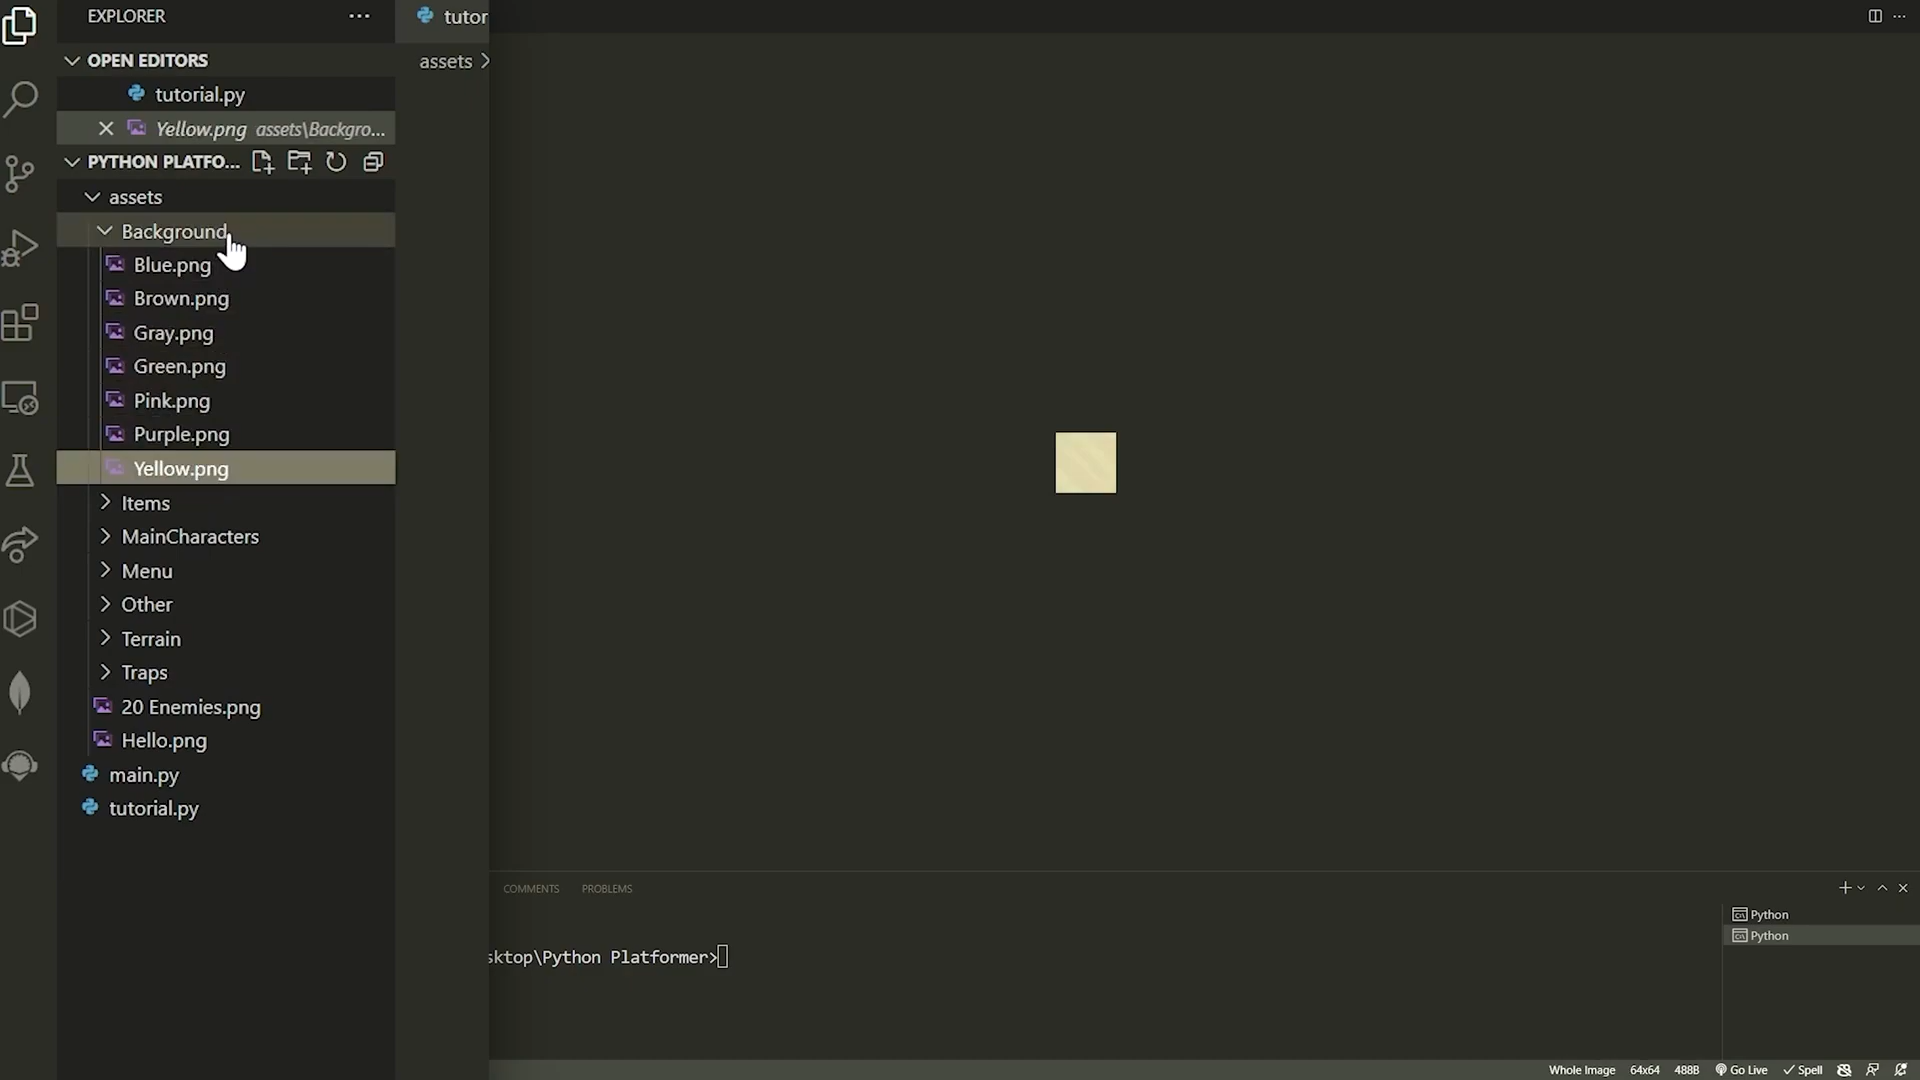 EXPLORER
tutor
OPEN EDITORS
assets
tutorial.py
Yellow.png assets\Backgro...
PYTHON PLATFO...
assets
Background
Blue.png
Brown.png
Gray.png
Green.png
Pink.png
Purple.png
Yellow.png
Items
MainCharacters
Menu
Other
Terrain
Traps
20 Enemies.png
Hello.png
main.py
tutorial.py
COMMENTS PROBLEMS
Python
Python
sktop\Python Platformer>
Whole Image 64x64 488B Go Live Spell